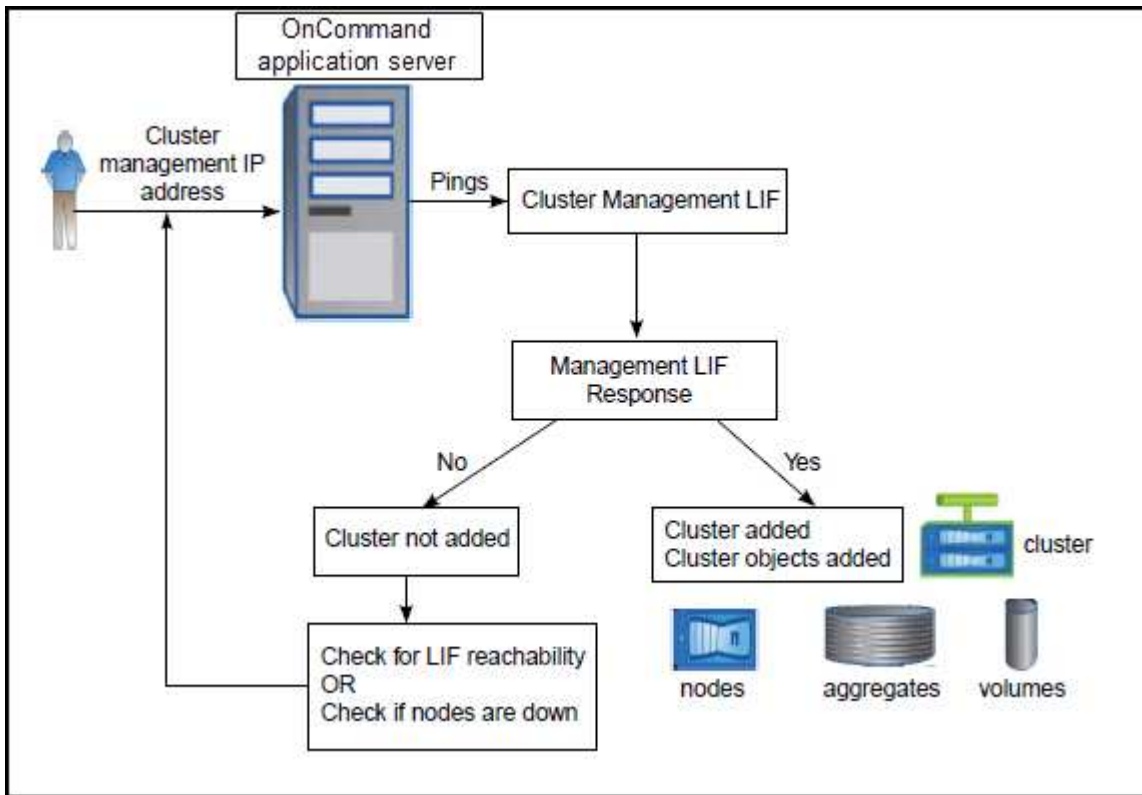 OnCommand
application server
Cluster
management IP
address
Pings
Cluster Management LIF
Management LIF
Response
No
Yes
Cluster not added
Cluster added
Cluster objects added
cluster
Check for LIF reachability
OR
Check if nodes are down
nodes
aggregates
volumes